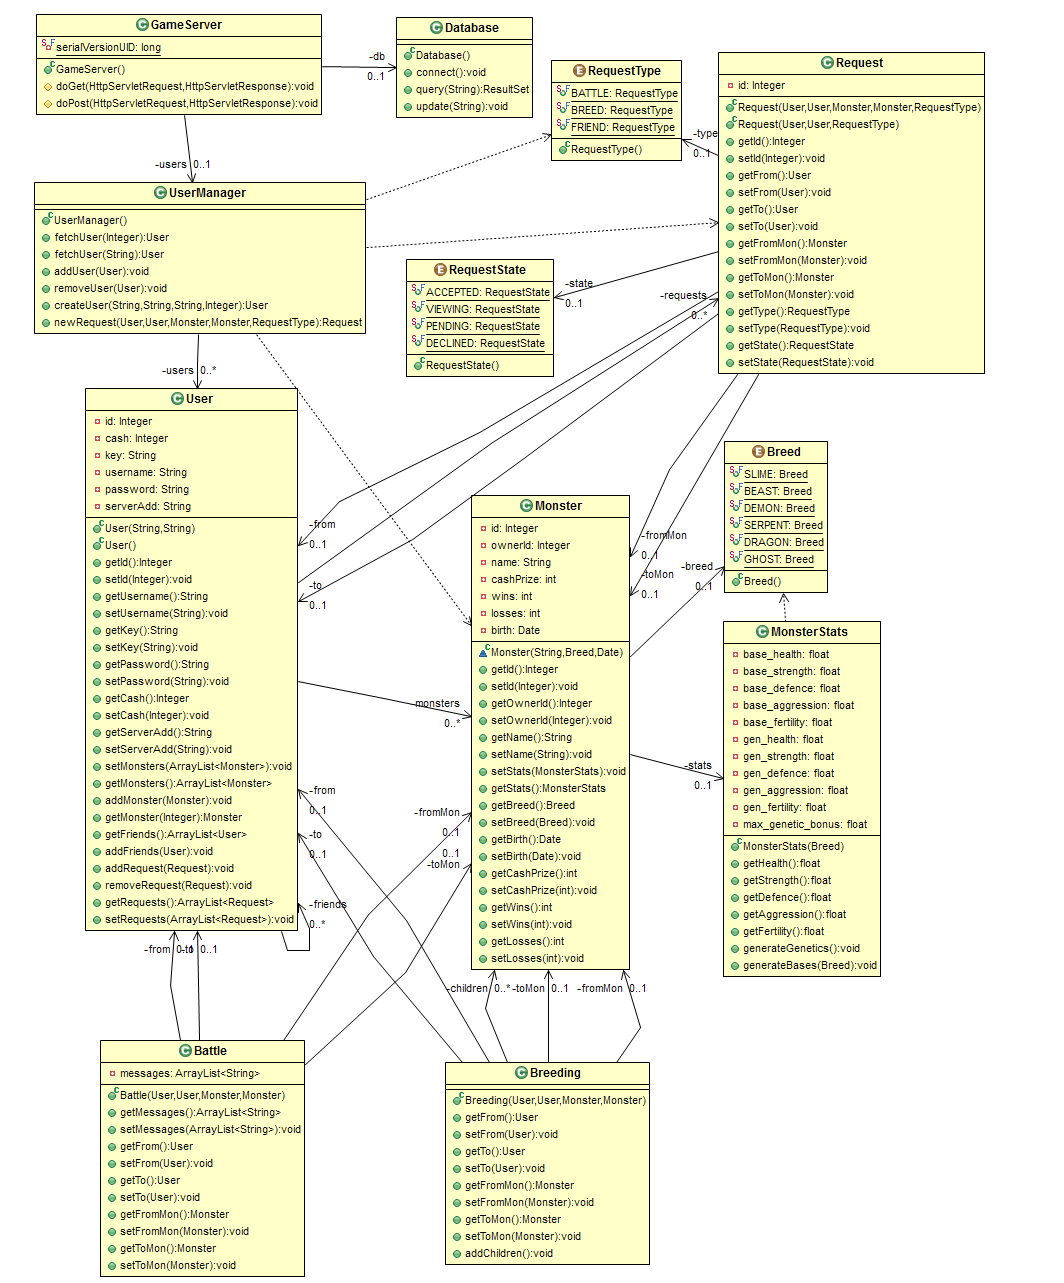 GameServer
serialVersionUID: long
GameServer()
doGet(HttpServletRequest,HttpServletResponse):void
doPost(HttpServletRequest,HttpServletResponse):void
-db
0..1
Database
Database()
connect():void
query(String):ResultSet
update(String):void
RequestType
BATTLE: RequestType
BREED: RequestType
FRIEND: RequestType
RequestType()
-type
0..1
Request
id: Integer
Request(User,User,Monster,Monster,RequestType)
Request(User,User,RequestType)
getId():Integer
setId(Integer):void
getFrom():User
setFrom(User):void
getTo():User
setTo(User):void
getFromMon():Monster
setFromMon(Monster):void
getToMon():Monster
setToMon(Monster):void
getType():RequestType
setType(RequestType):void
getState():RequestState
setState(RequestState):void
-users 0..1
UserManager
UserManager()
fetchUser(Integer):User
fetchUser(String):User
addUser(User):void
removeUser(User):void
createUser(String,String,String,Integer):User
newRequest(User,User,Monster,Monster,RequestType):Request
RequestState
ACCEPTED: RequestState
VIEWING: RequestState
PENDING: RequestState
DECLINED: RequestState
RequestState()
-state
0..1
-requests
0..*
-users 0..*
User
id: Integer
cash: Integer
key: String
username: String
password: String
serverAdd: String
User(String,String)
User()
getId():Integer
setId(Integer):void
getUsername():String
setUsername(String):void
getKey():String
setKey(String):void
getPassword():String
setPassword(String):void
getCash():Integer
setCash(Integer):void
getServerAdd():String
setServerAdd(String):void
setMonsters(ArrayList<Monster>):void
getMonsters():ArrayList<Monster>
addMonster(Monster):void
getMonster(Integer):Monster
getFriends():ArrayList<User>
addFriends(User):void
addRequest(Request):void
removeRequest(Request):void
getRequests():ArrayList<Request>
setRequests(ArrayList<Request>):void
-from
0..1
-to
0..1
monsters
0..*
-from
0..1
-to
0..1
-friends
0..*
-from 0..1
-to 0..1
Monster
id: Integer
ownerId: Integer
name: String
cashPrize: int
wins: int
losses: int
birth: Date
Monster(String,Breed,Date)
getId():Integer
setId(Integer):void
getOwnerId():Integer
setOwnerId(Integer):void
getName():String
setName(String):void
setStats(MonsterStats):void
getStats():MonsterStats
getBreed():Breed
setBreed(Breed):void
getBirth():Date
setBirth(Date):void
getCashPrize():int
setCashPrize(int):void
getWins():int
setWins(int):void
getLosses():int
setLosses(int):void
-fromMon
0..1
-toMon
0..1
-breed
0..1
-stats
0..1
-fromMon
0..1
0..1
-toMon
-children 0..*
-toMon 0..1
-fromMon 0..1
Breed
SLIME: Breed
BEAST: Breed
DEMON: Breed
SERPENT: Breed
DRAGON: Breed
GHOST: Breed
Breed()
MonsterStats
base_health: float
base_strength: float
base_defence: float
base_aggression: float
base_fertility: float
gen_health: float
gen_strength: float
gen_defence: float
gen_aggression: float
gen_fertility: float
max_genetic_bonus: float
MonsterStats(Breed)
getHealth():float
getStrength():float
getDefence():float
getAggression():float
getFertility():float
generateGenetics():void
generateBases(Breed):void
Battle
messages: ArrayList<String>
Battle(User,User,Monster,Monster)
getMessages():ArrayList<String>
setMessages(ArrayList<String>):void
getFrom():User
setFrom(User):void
getTo():User
setTo(User):void
getFromMon():Monster
setFromMon(Monster):void
getToMon():Monster
setToMon(Monster):void
Breeding
Breeding(User,User,Monster,Monster)
getFrom():User
setFrom(User):void
getTo():User
setTo(User):void
getFromMon():Monster
setFromMon(Monster):void
getToMon():Monster
setToMon(Monster):void
addChildren():void